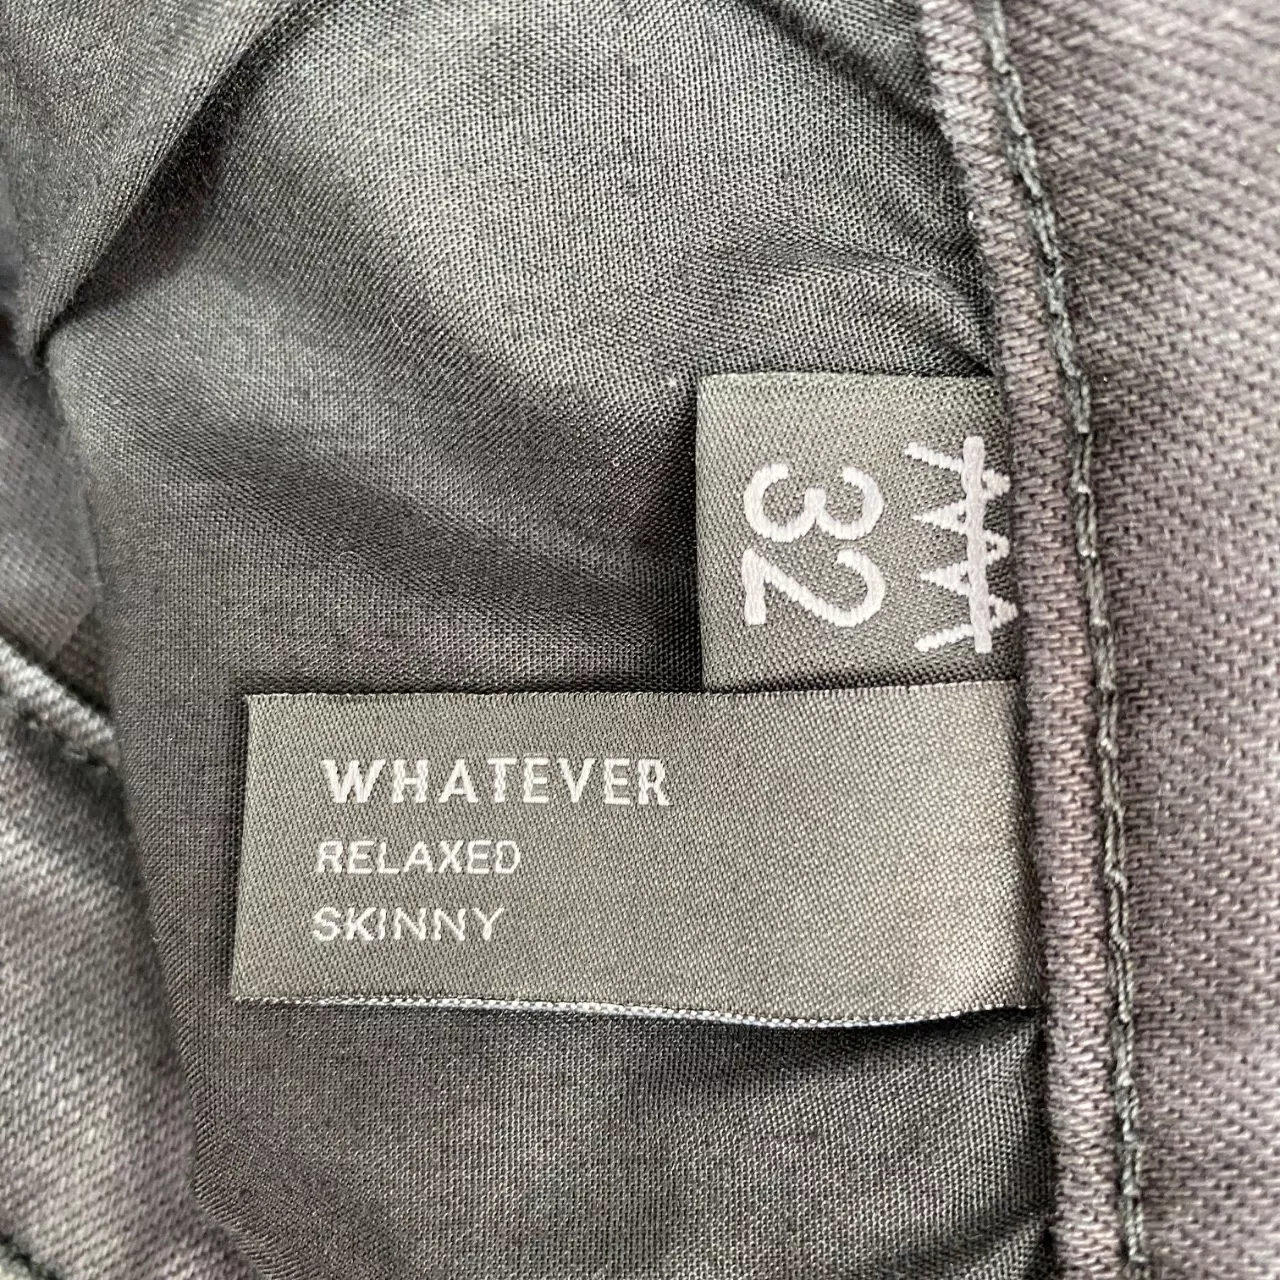 32
WHATEVER
RELAXED
SKINNY